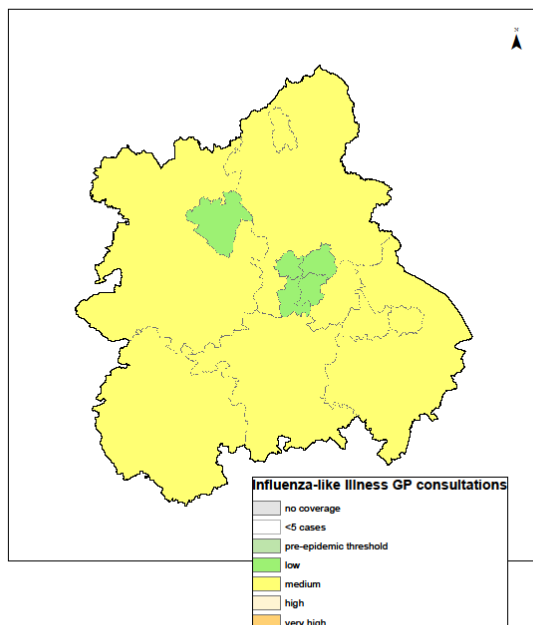 N
Influenza-like Illness GP consultations
no coverage
<5 cases
pre-epidemic threshold
low
medium
high
very high